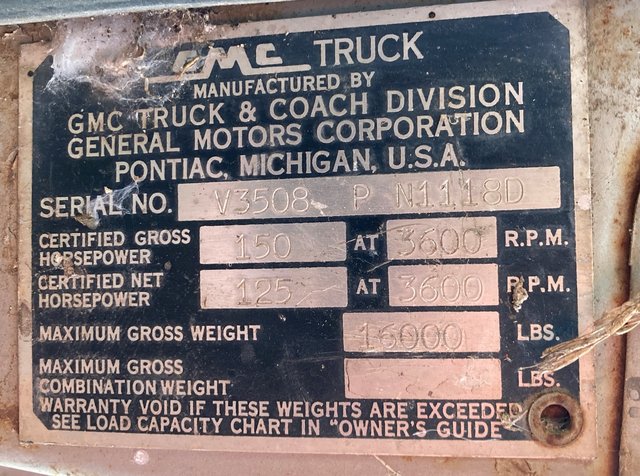 GMC TRUCK
MANUFACTURED BY
GMC TRUCK & COACH DIVISION
GENERAL MOTORS CORPORATION
PONTIAC, MICHIGAN, U.S.A.
SERIAL NO. V3508 P N1118D
CERTIFIED GROSS HORSEPOWER 150 AT 3600 R.P.M.
CERTIFIED NET HORSEPOWER 125 AT 3600 R.P.M.
MAXIMUM GROSS WEIGHT 16000 LBS.
MAXIMUM GROSS COMBINATION WEIGHT LBS.
WARRANTY VOID IF THESE WEIGHTS ARE EXCEEDED
SEE LOAD CAPACITY CHART IN "OWNER'S GUIDE"